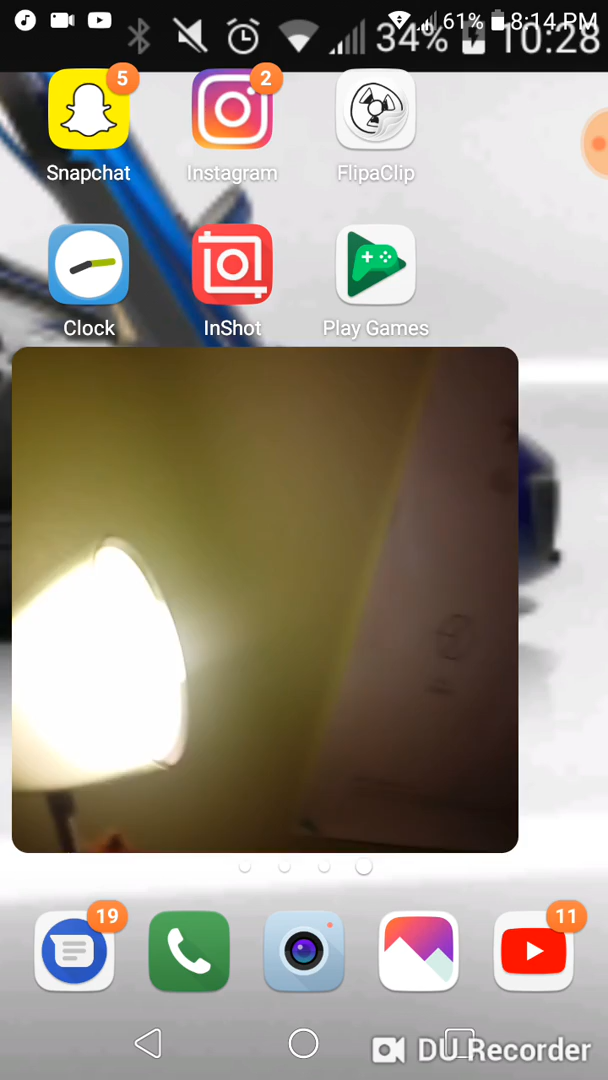 61% 8:14 PM
34% 10:28
5
2
Snapchat
Instagram
FlipaClip
Clock
InShot
Play Games
19
11
DU Recorder